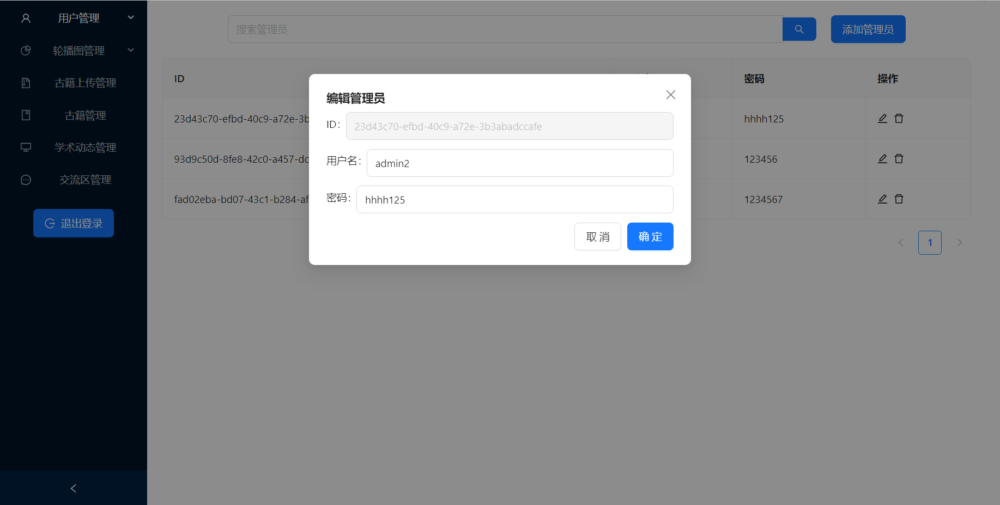 用户管理
轮播图管理
古籍上传管理
古籍管理
学术动态管理
交流区管理
退出登录
搜索管理员
添加管理员
ID
密码
操作
23d43c70-efbd-40c9-a72e-3b
hhhh125
93d9c50d-8fe8-42c0-a457-dc
123456
fad02eba-bd07-43c1-b284-af
1234567
1
编辑管理员
ID:
23d43c70-efbd-40c9-a72e-3b3abadccafe
用户名:
admin2
密码:
hhhh125
取 消
确 定